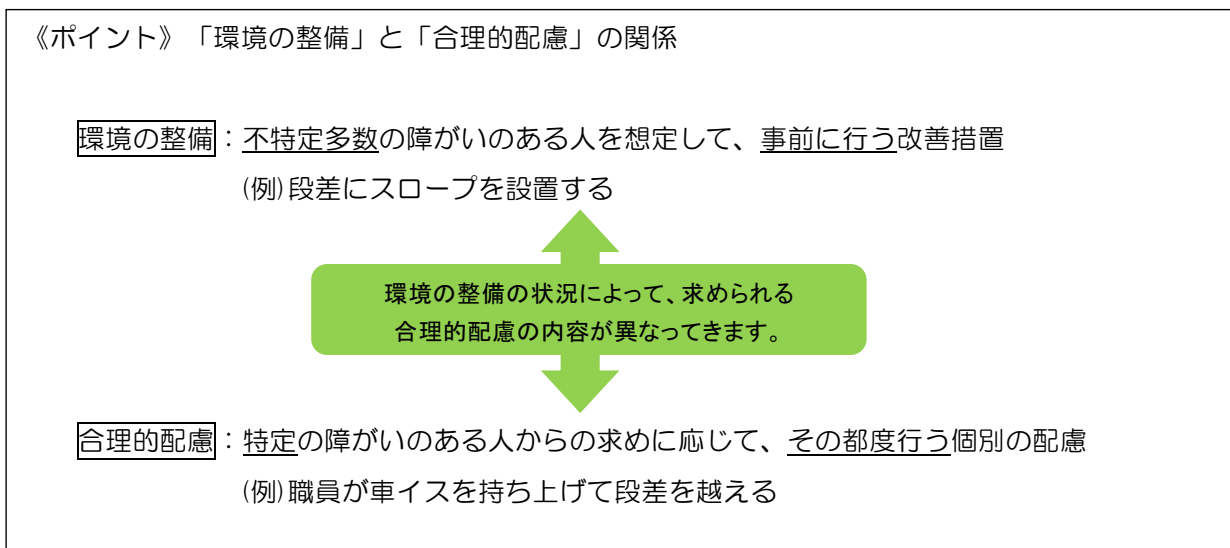 《ポイント》「環境の整備」と「合理的配慮」の関係
環境の整備：不特定多数の障がいのある人を想定して、事前に行う改善措置
(例)段差にスロープを設置する
環境の整備の状況によって、求められる
合理的配慮の内容が異なってきます。
合理的配慮：特定の障がいのある人からの求めに応じて、その都度行う個別の配慮
(例)職員が車イスを持ち上げて段差を越える